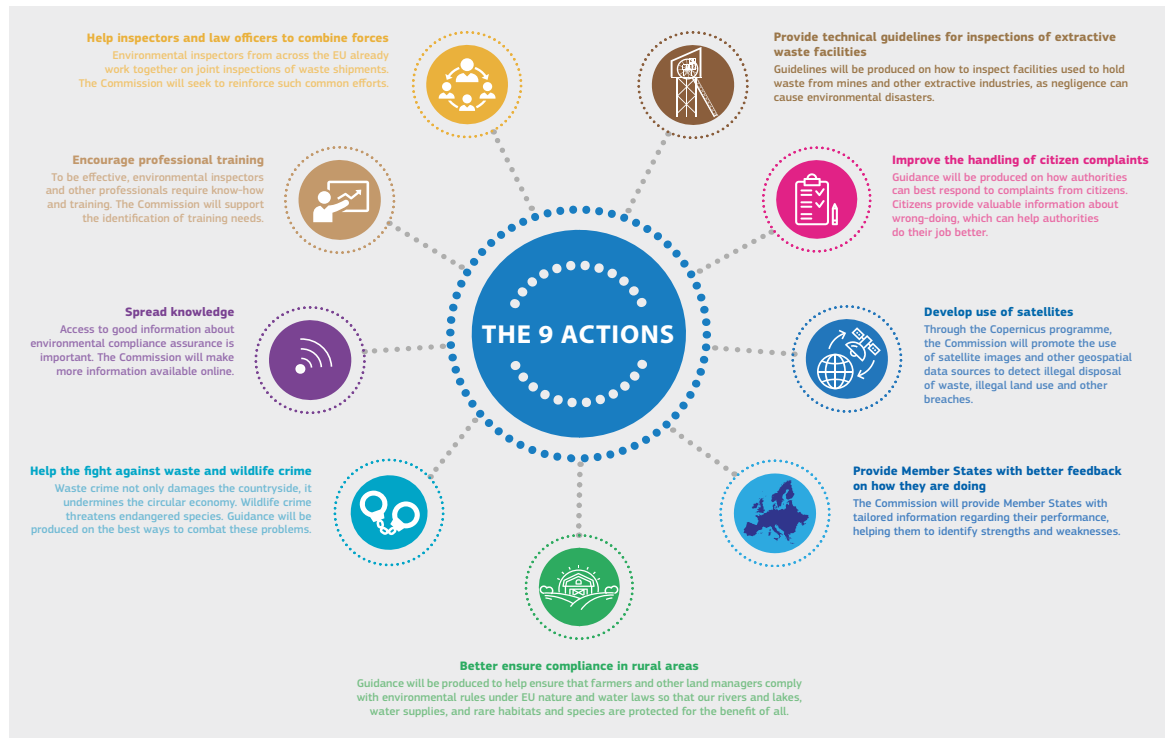 Help inspectors and law officers to combine forces
Environmental inspectors from across the EU already
work together on joint inspections of waste shipments.
The Commission will seek to reinforce such common efforts.
Provide technical guidelines for inspections of extractive
waste facilities
Guidelines will be produced on how to inspect facilities used to hold
waste from mines and other extractive industries, as negligence can
cause environmental disasters.
Encourage professional training
To be effective, environmental inspectors
and other professionals require know-how
and training. The Commission will support
the identification of training needs.
Improve the handling of citizen complaints
Guidance will be produced on how authorities
can best respond to complaints from citizens.
Citizens provide valuable information about
wrong-doing, which can help authorities
do their job better.
Spread knowledge
Access to good information about
environmental compliance assurance is
important. The Commission will make
more information available online.
THE 9 ACTIONS
Develop use of satellites
Through the Copernicus programme,
the Commission will promote the use
of satellite images and other geospatial
data sources to detect illegal disposal
of waste, illegal land use and other
breaches.
Help the fight against waste and wildlife crime
Waste crime not only damages the countryside, it
undermines the circular economy. Wildlife crime
threatens endangered species. Guidance will be
produced on the best ways to combat these problems.
Provide Member States with better feedback
on how they are doing
The Commission will provide Member States with
tailored information regarding their performance,
helping them to identify strengths and weaknesses.
Better ensure compliance in rural areas
Guidance will be produced to help ensure that farmers and other land managers comply
with environmental rules under EU nature and water laws so that our rivers and lakes,
water supplies, and rare habitats and species are protected for the benefit of all.